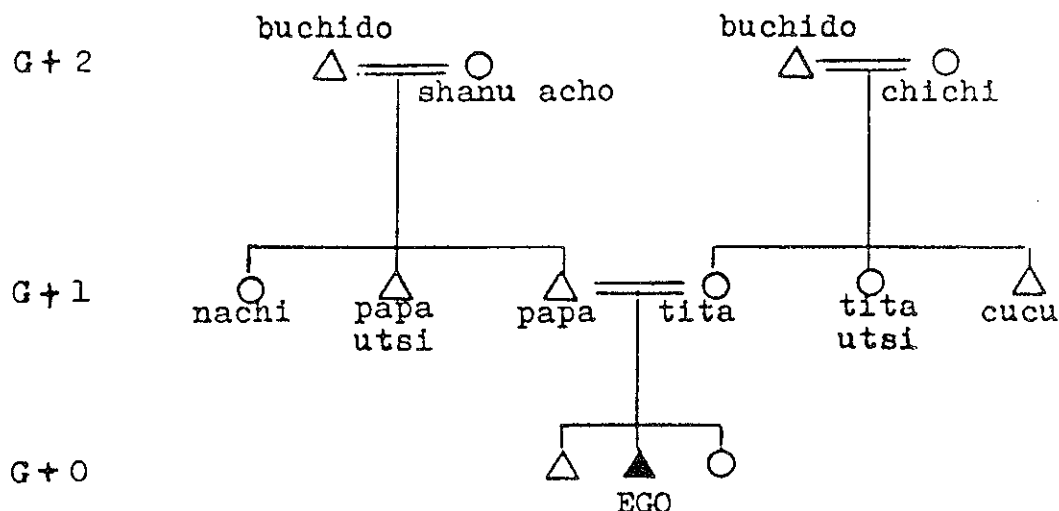 buchido buchido
G+2
shanu acho chichi
G+1
nachi papa papa tita tita cucu
utsi utsi
G+0
EGO